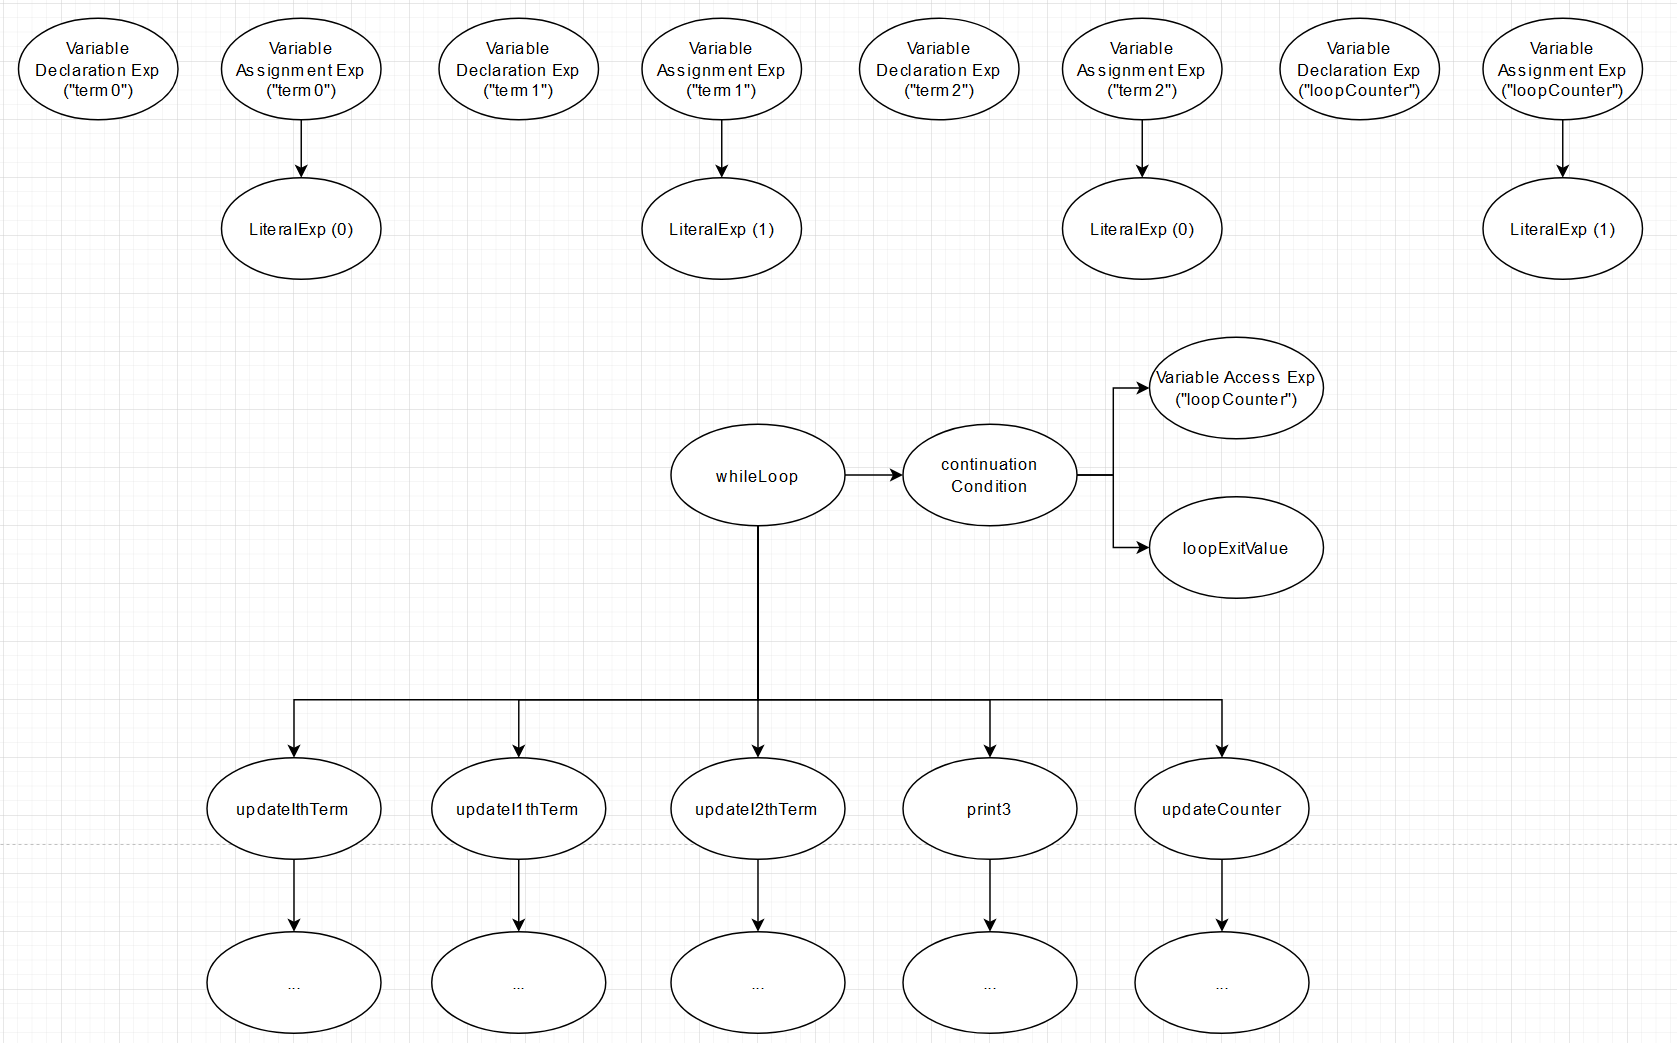 Variable
Declaration Exp
("term0")
Variable
Assignment Exp
("term0")
Variable
Declaration Exp
("term1")
Variable
Assignment Exp
("term1")
Variable
Declaration Exp
("term2")
Variable
Assignment Exp
("term2")
Variable
Declaration Exp
("loopCounter")
Variable
Assignment Exp
("loopCounter")
LiteralExp (0)
LiteralExp (1)
LiteralExp (0)
LiteralExp (1)
Variable Access Exp
("loopCounter")
whileLoop
continuation
Condition
loopExitValue
updateIthTerm
updateI1thTerm
updateI2thTerm
print3
updateCounter
...
...
...
...
...